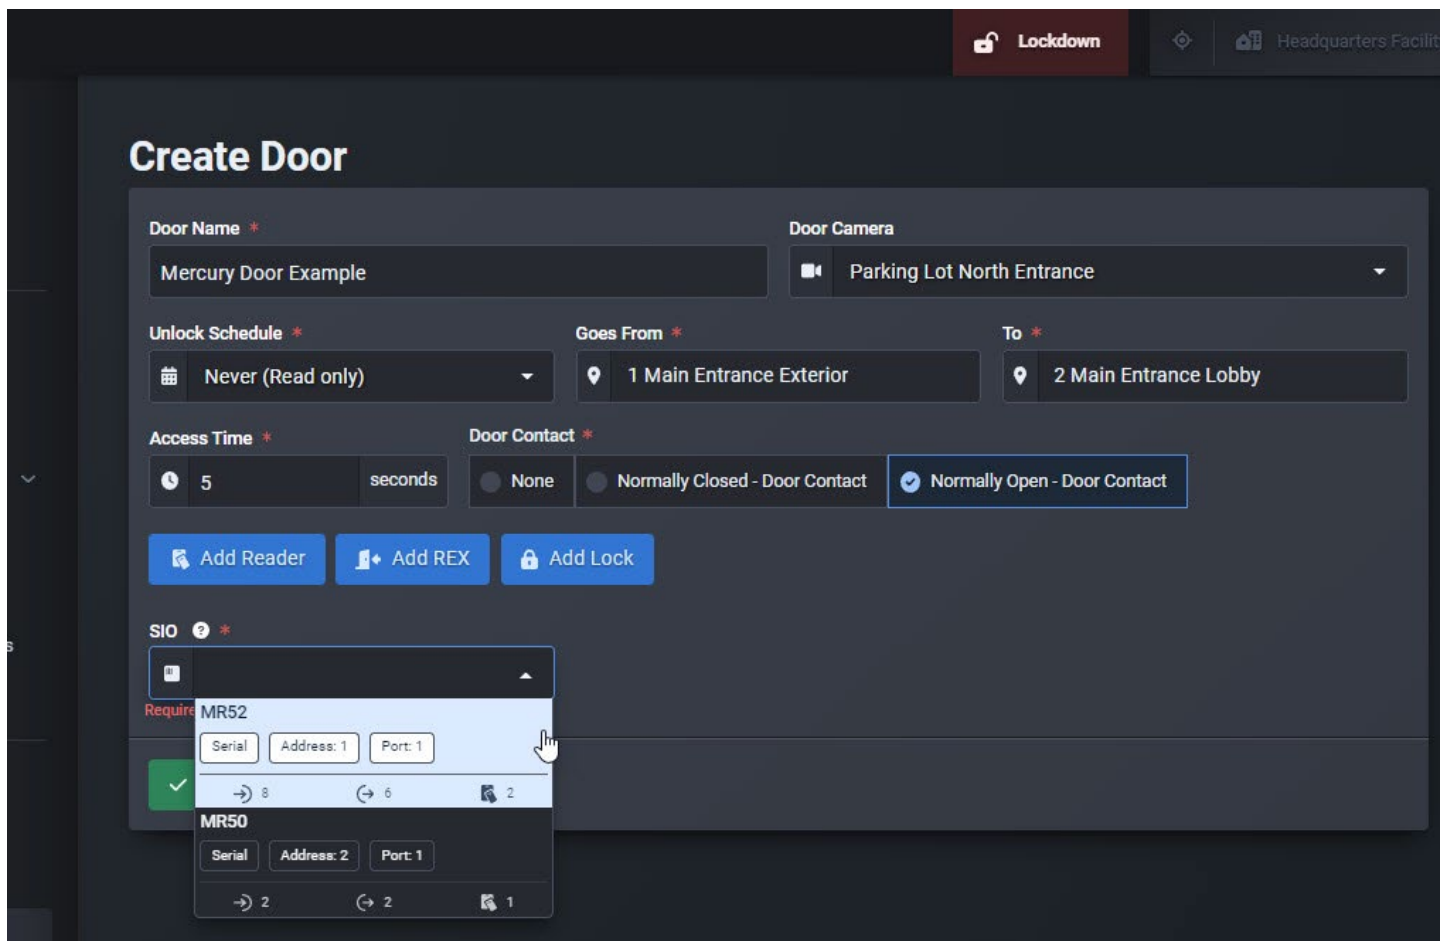 Lockdown
Headquarters Facilit
Create Door
Door Name *
Door Camera
Mercury Door Example
Parking Lot North Entrance
Unlock Schedule *
Goes From *
To *
Never (Read only)
1 Main Entrance Exterior
2 Main Entrance Lobby
Access Time *
Door Contact *
5
seconds
None
Normally Closed - Door Contact
Normally Open - Door Contact
Add Reader
Add REX
Add Lock
SIO ? *
s
Require
MR52
Serial
Address: 1
Port: 1
8
6
2
MR50
Serial
Address: 2
Port: 1
2
2
1